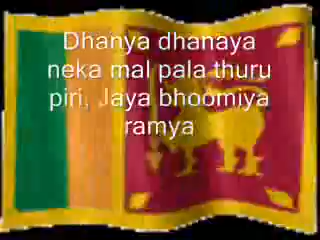 Dhanya dhanaya
neka mal pala thuru
piri, Jaya bhoomiya
ramya